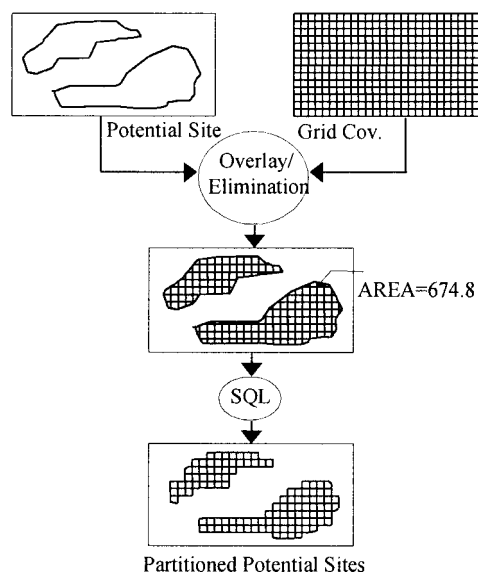 Potential Site
Grid Cov.
Overlay/
Elimination
AREA=674.8
SQL
Partitioned Potential Sites